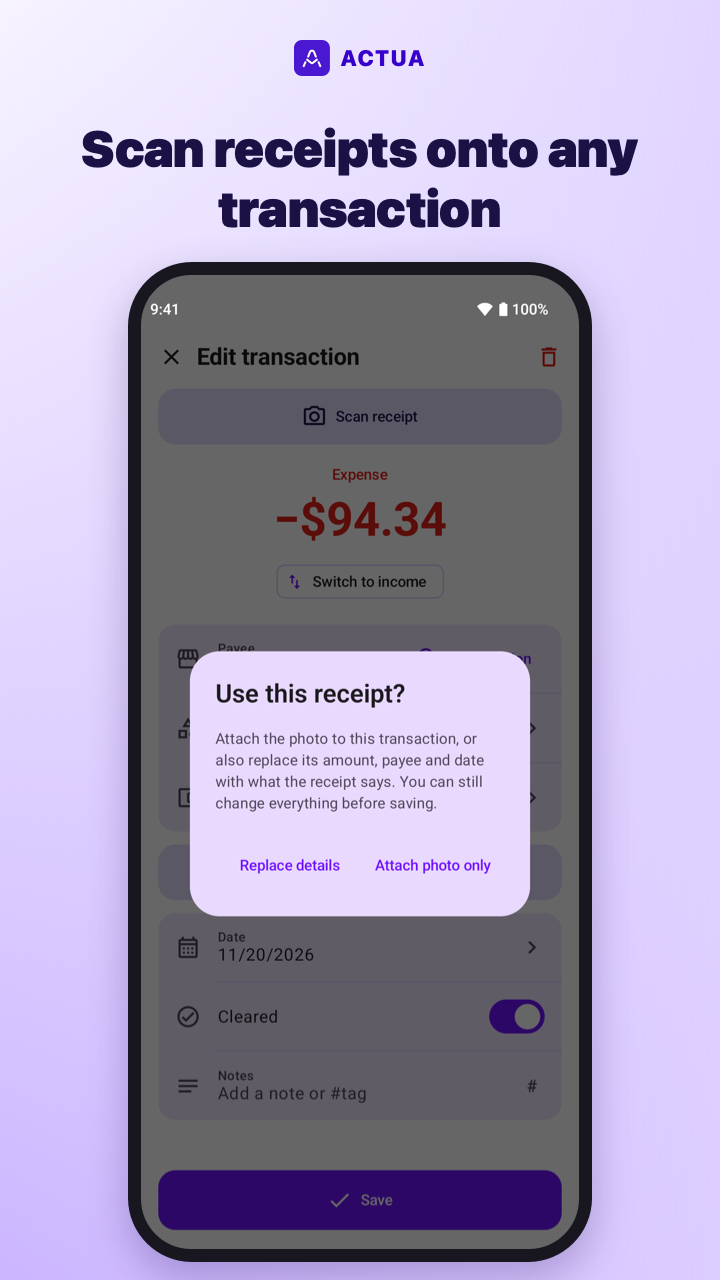 ACTUA
Scan receipts onto any
transaction
9:41
100%
Edit transaction
Scan receipt
Expense
−$94.34
Switch to income
Payee
Use this receipt?
Attach the photo to this transaction, or
also replace its amount, payee and date
with what the receipt says. You can still
change everything before saving.
Replace details
Attach photo only
Date
11/20/2026
Cleared
Notes
Add a note or #tag
#
Save